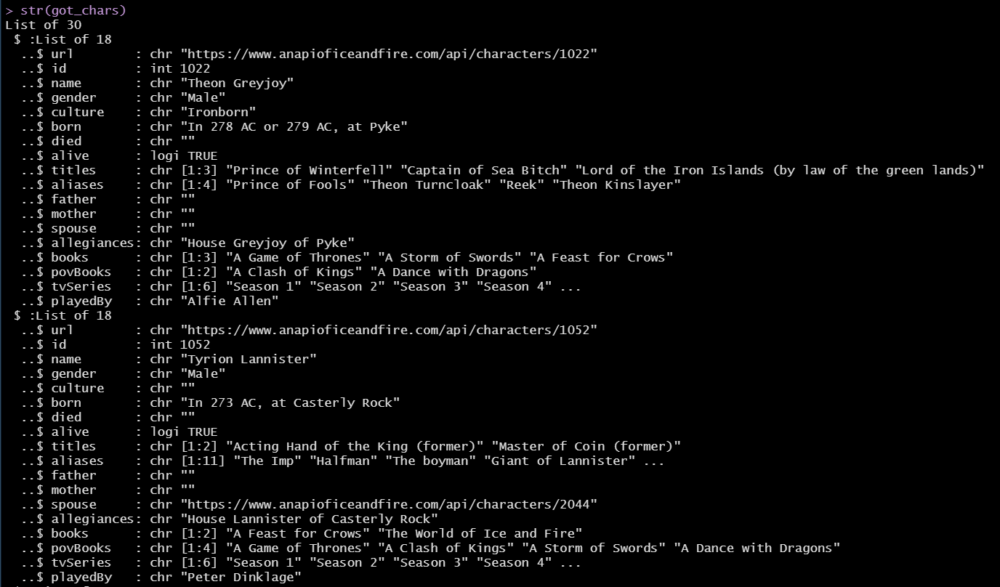 > str(got_chars)
List of 30
 $ :List of 18
  ..$ url        : chr "https://www.anapioficeandfire.com/api/characters/1022"
  ..$ id         : int 1022
  ..$ name       : chr "Theon Greyjoy"
  ..$ gender     : chr "Male"
  ..$ culture    : chr "Ironborn"
  ..$ born       : chr "In 278 AC or 279 AC, at Pyke"
  ..$ died       : chr ""
  ..$ alive      : logi TRUE
  ..$ titles     : chr [1:3] "Prince of Winterfell" "Captain of Sea Bitch" "Lord of the Iron Islands (by law of the green lands)"
  ..$ aliases    : chr [1:4] "Prince of Fools" "Theon Turncloak" "Reek" "Theon Kinslayer"
  ..$ father     : chr ""
  ..$ mother     : chr ""
  ..$ spouse     : chr ""
  ..$ allegiances: chr "House Greyjoy of Pyke"
  ..$ books      : chr [1:3] "A Game of Thrones" "A Storm of Swords" "A Feast for Crows"
  ..$ povBooks   : chr [1:2] "A Clash of Kings" "A Dance with Dragons"
  ..$ tvSeries   : chr [1:6] "Season 1" "Season 2" "Season 3" "Season 4" ...
  ..$ playedBy   : chr "Alfie Allen"
 $ :List of 18
  ..$ url        : chr "https://www.anapioficeandfire.com/api/characters/1052"
  ..$ id         : int 1052
  ..$ name       : chr "Tyrion Lannister"
  ..$ gender     : chr "Male"
  ..$ culture    : chr ""
  ..$ born       : chr "In 273 AC, at Casterly Rock"
  ..$ died       : chr ""
  ..$ alive      : logi TRUE
  ..$ titles     : chr [1:2] "Acting Hand of the King (former)" "Master of Coin (former)"
  ..$ aliases    : chr [1:11] "The Imp" "Halfman" "The boyman" "Giant of Lannister" ...
  ..$ father     : chr ""
  ..$ mother     : chr ""
  ..$ spouse     : chr "https://www.anapioficeandfire.com/api/characters/2044"
  ..$ allegiances: chr "House Lannister of Casterly Rock"
  ..$ books      : chr [1:2] "A Feast for Crows" "The World of Ice and Fire"
  ..$ povBooks   : chr [1:4] "A Game of Thrones" "A Clash of Kings" "A Storm of Swords" "A Dance with Dragons"
  ..$ tvSeries   : chr [1:6] "Season 1" "Season 2" "Season 3" "Season 4" ...
  ..$ playedBy   : chr "Peter Dinklage"